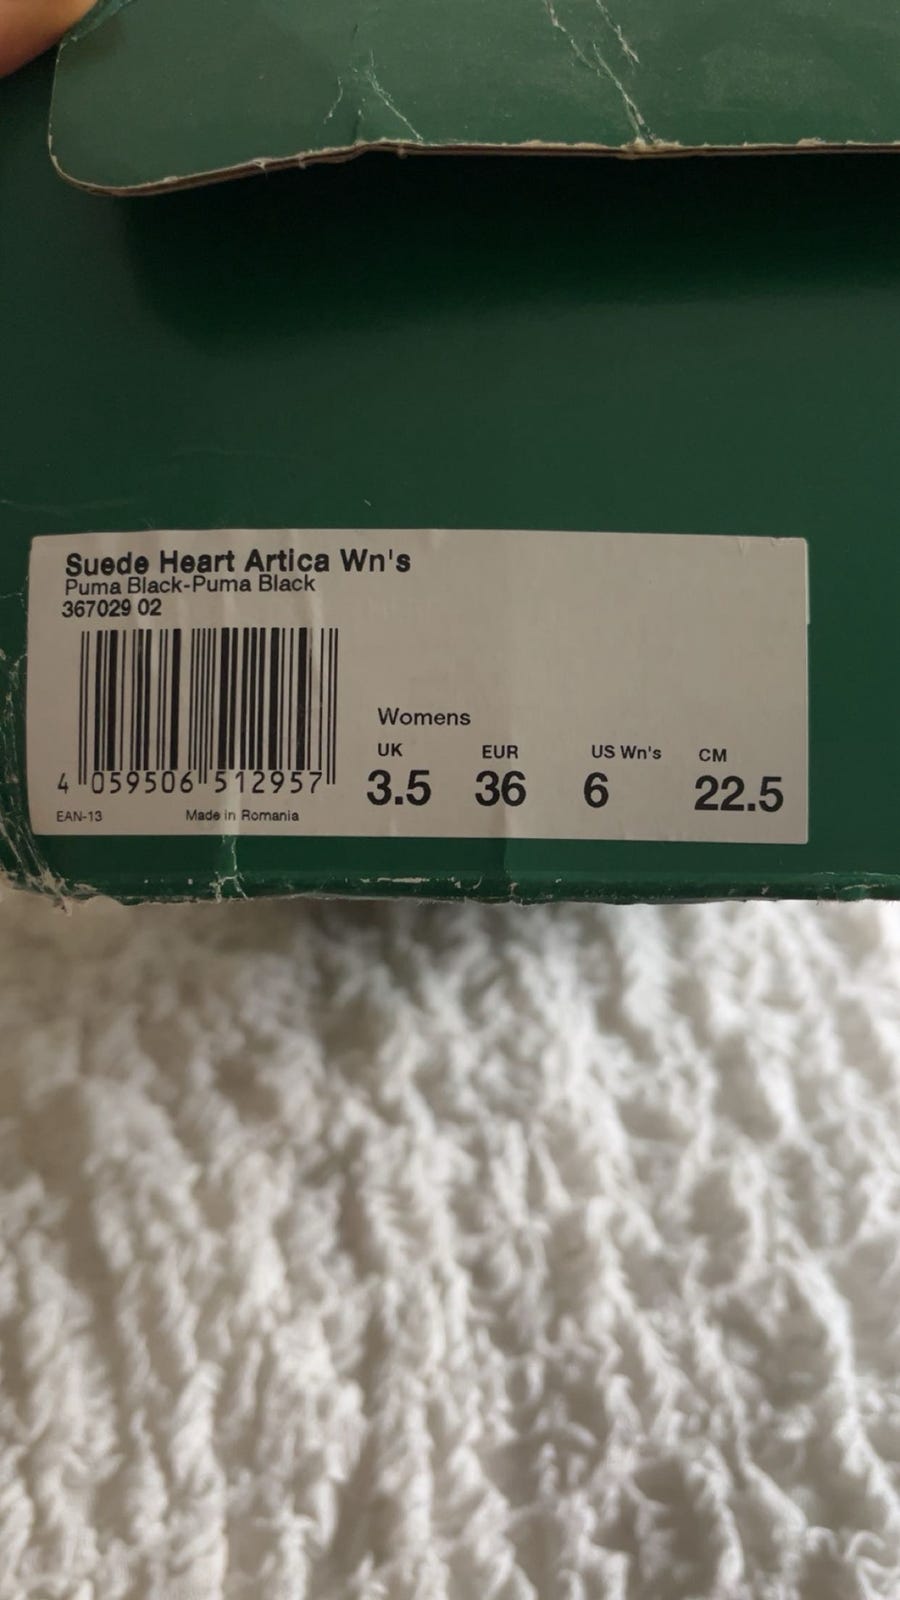 Suede Heart Artica Wn's
Puma Black-Puma Black
367029 02
4 059506 512957
EAN-13 Made in Romania
Womens
UK EUR US Wn's CM
3.5 36 6 22.5